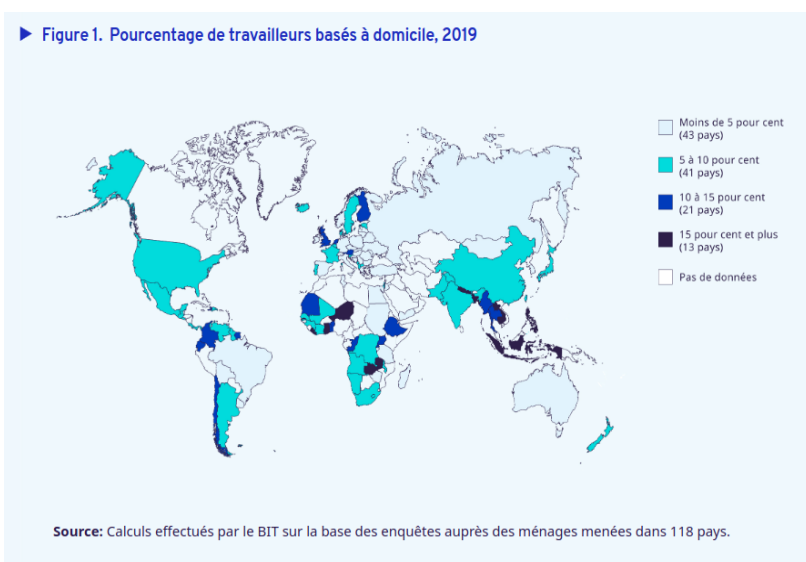 ▶ Figure 1. Pourcentage de travailleurs basés à domicile, 2019
Moins de 5 pour cent
(43 pays)
5 à 10 pour cent
(41 pays)
10 à 15 pour cent
(21 pays)
15 pour cent et plus
(13 pays)
Pas de données
Source: Calculs effectués par le BIT sur la base des enquêtes auprès des ménages menées dans 118 pays.